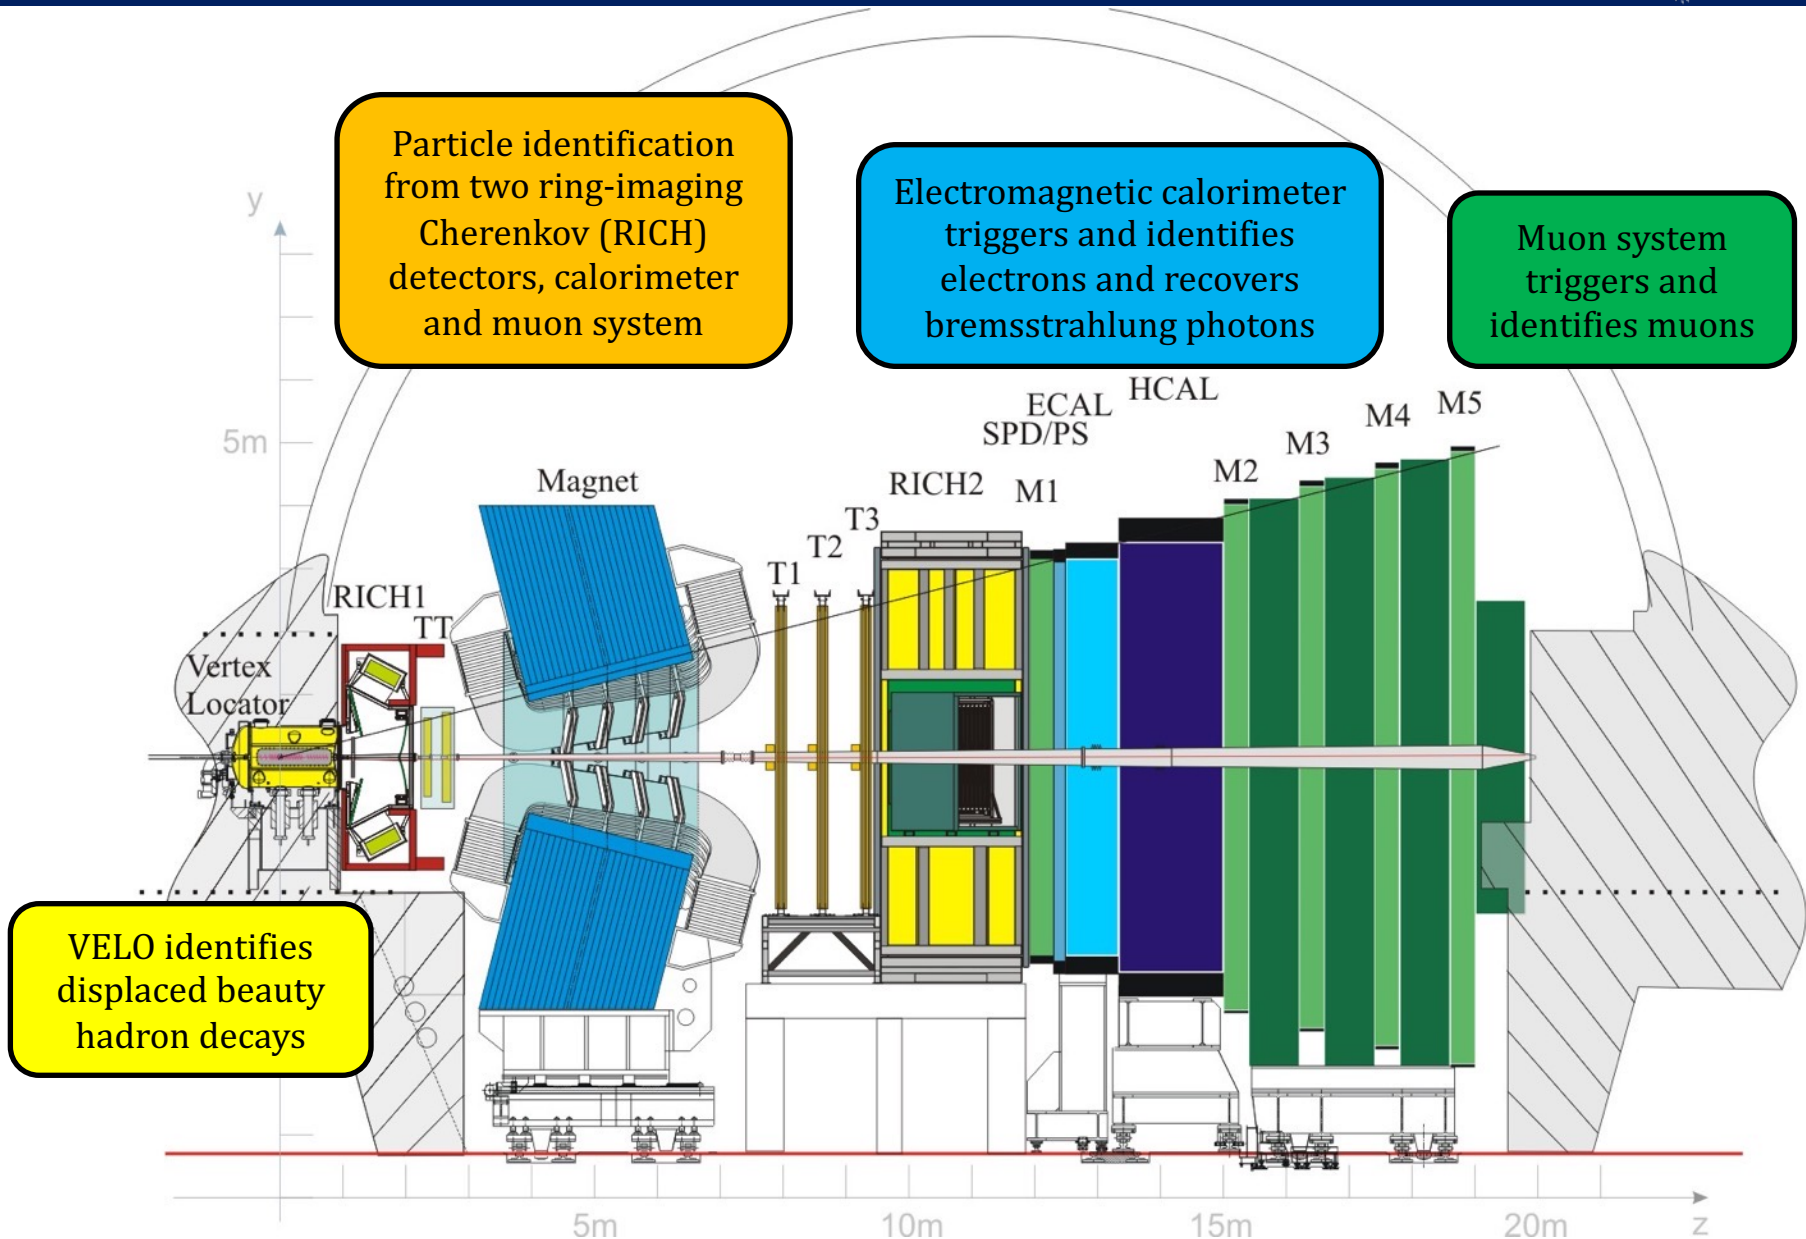 Particle identification
from two ring-imaging
Cherenkov (RICH)
detectors, calorimeter
and muon system
Electromagnetic calorimeter
triggers and identifies
electrons and recovers
bremsstrahlung photons
Muon system
triggers and
identifies muons
y
5m
Magnet
RICH1
TT
Vertex
Locator
T1
T2
T3
RICH2
M1
SPD/PS
ECAL
HCAL
M2
M3
M4
M5
VELO identifies
displaced beauty
hadron decays
5m
10m
15m
20m
z